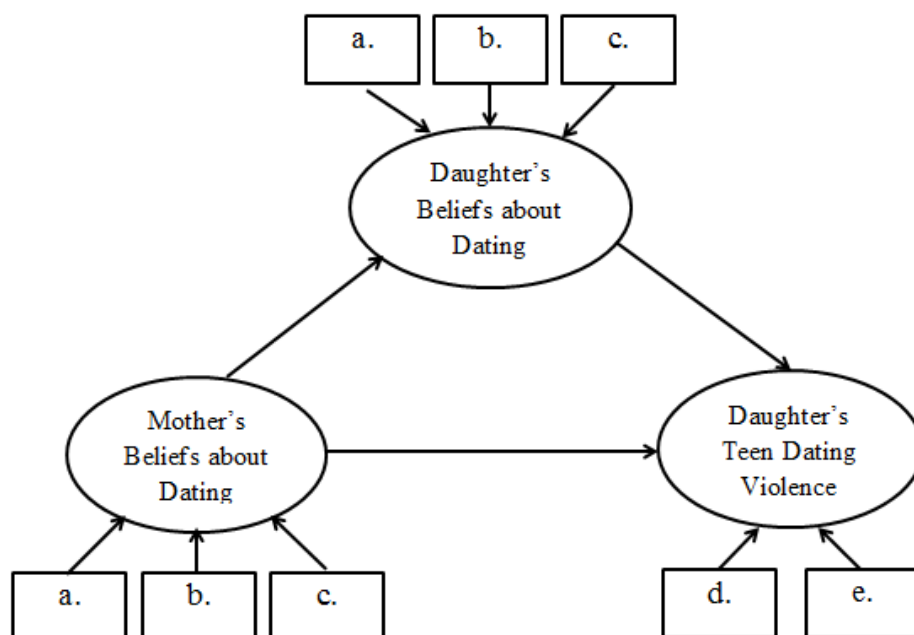 a.
b.
c.
Daughter’s
Beliefs about
Dating
Mother’s
Beliefs about
Dating
Daughter’s
Teen Dating
Violence
a.
b.
c.
d.
e.